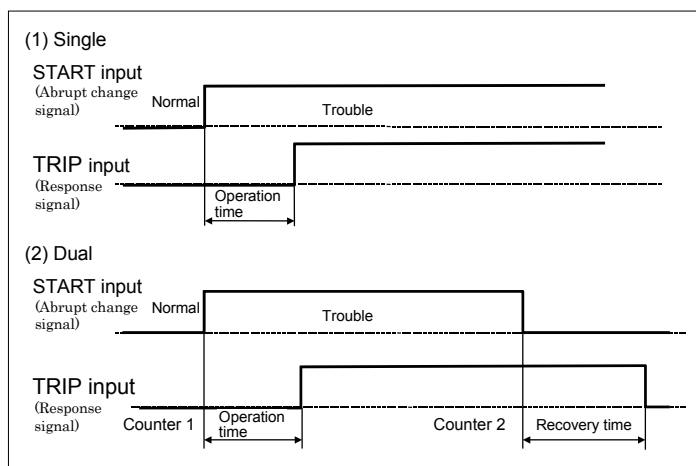 (1) Single
START input
(Abrupt change
signal)
Normal
Trouble
TRIP input
(Response
signal)
Operation
time
(2) Dual
START input
(Abrupt change
signal)
Normal
Trouble
TRIP input
(Response
signal)
Counter 1
Operation
time
Counter 2
Recovery time